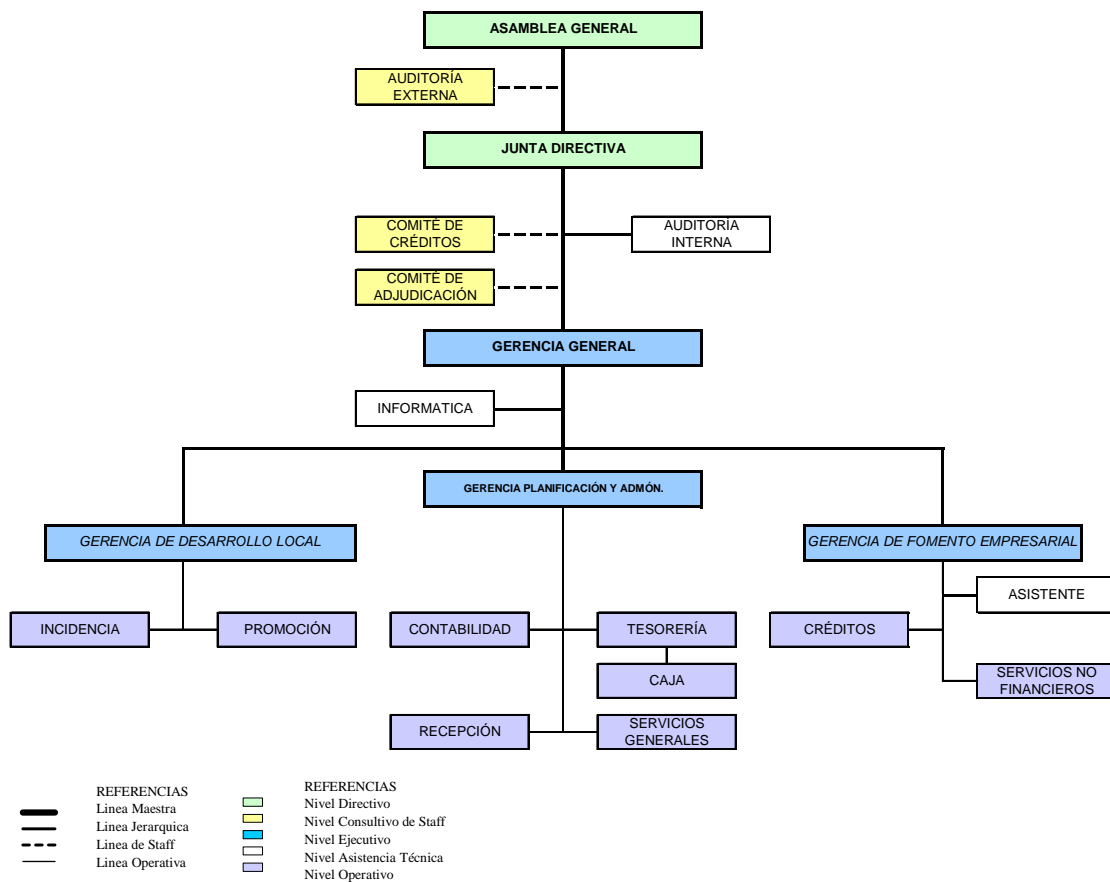 ASAMBLEA GENERAL
AUDITORÍA
EXTERNA
JUNTA DIRECTIVA
COMITÉ DE
CRÉDITOS
AUDITORÍA
INTERNA
COMITÉ DE
ADJUDICACIÓN
GERENCIA GENERAL
INFORMATICA
GERENCIA PLANIFICACIÓN Y ADMÓN.
GERENCIA DE DESARROLLO LOCAL
GERENCIA DE FOMENTO EMPRESARIAL
ASISTENTE
INCIDENCIA
PROMOCIÓN
CONTABILIDAD
TESORERÍA
CRÉDITOS
CAJA
SERVICIOS NO
FINANCIEROS
RECEPCIÓN
SERVICIOS
GENERALES
REFERENCIAS
Linea Maestra
Linea Jerarquica
Linea de Staff
Linea Operativa
REFERENCIAS
Nivel Directivo
Nivel Consultivo de Staff
Nivel Ejecutivo
Nivel Asistencia Técnica
Nivel Operativo